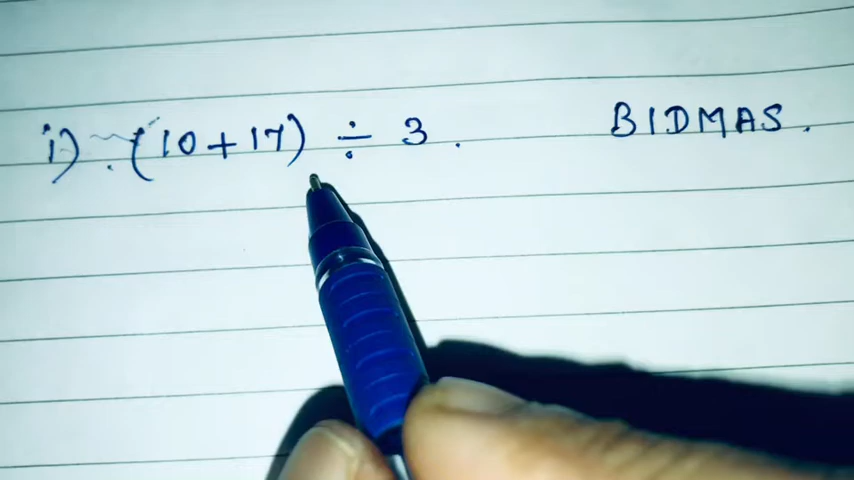 i) (10 + 17) ÷ 3. BIDMAS.